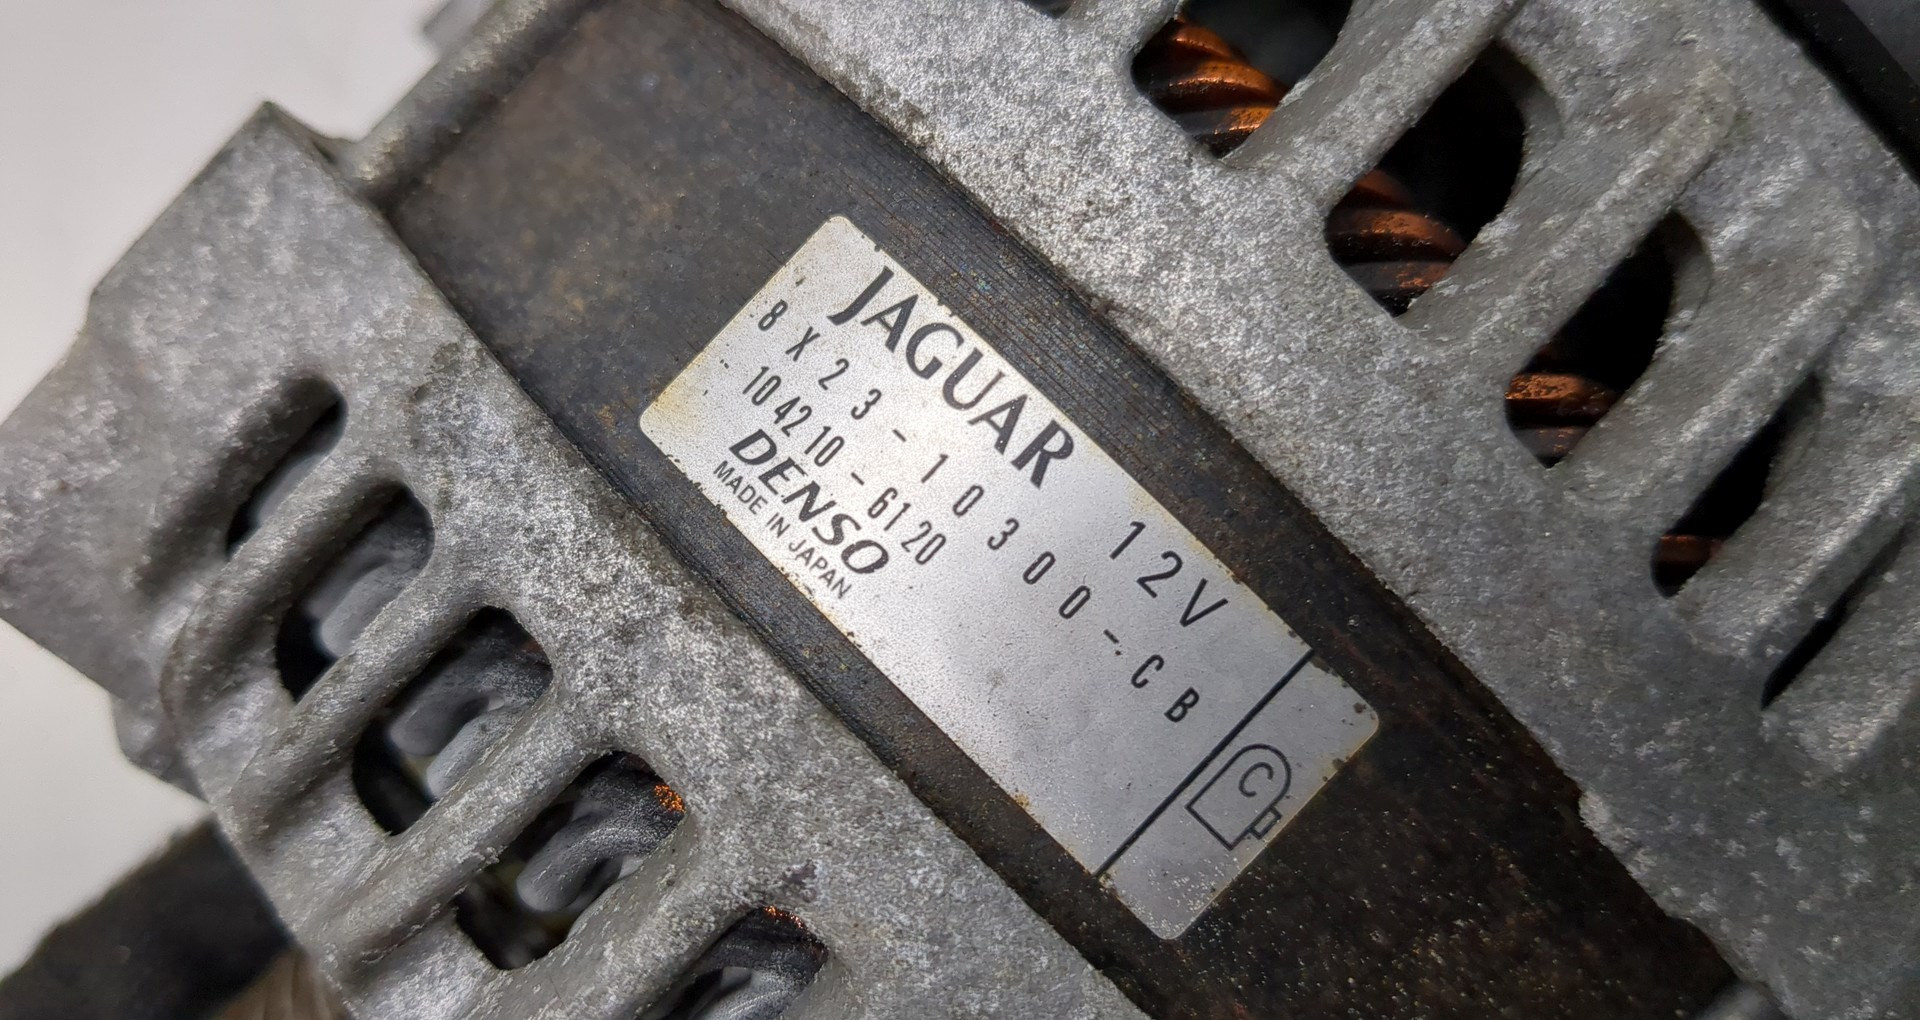 JAGUAR 12V
8X23-10300-CB
104210-6120
DENSO
MADE IN JAPAN
C